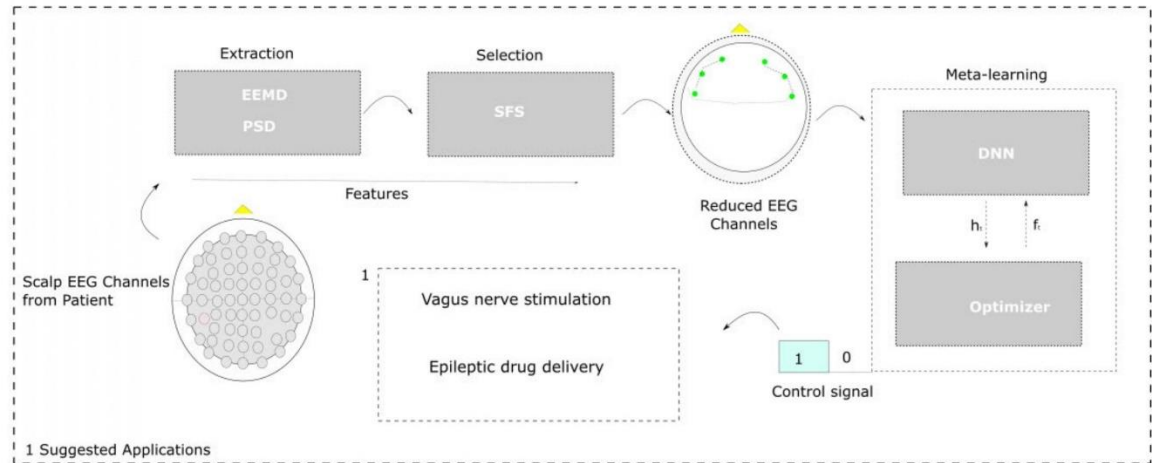 Extraction
EEMD
PSD
Selection
SFS
Features
Scalp EEG Channels
from Patient
Reduced EEG
Channels
Meta-learning
DNN
hₜ
fₜ
Optimizer
1 0
Control signal
1
Vagus nerve stimulation
Epileptic drug delivery
1 Suggested Applications